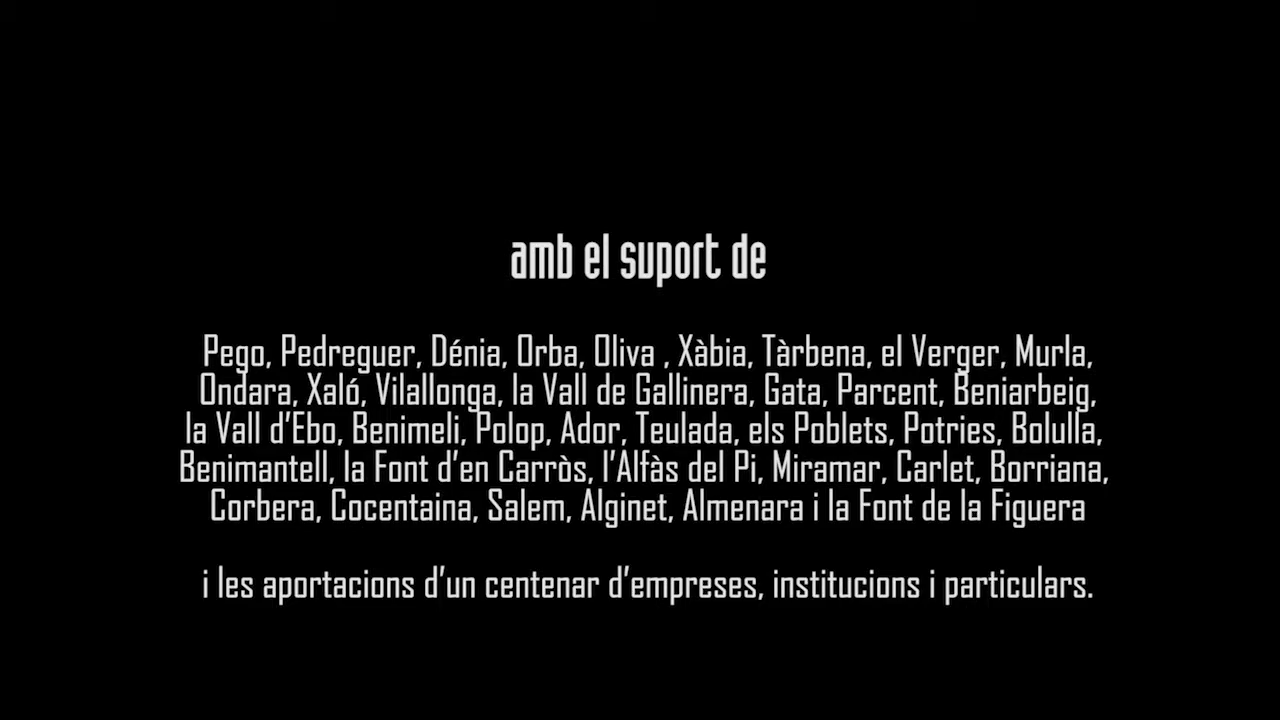 amb el suport de
Pego, Pedreguer, Dénia, Orba, Oliva , Xàbia, Tàrbena, el Verger, Murla,
Ondara, Xaló, Vilallonga, la Vall de Gallinera, Gata, Parcent, Beniarbeig,
la Vall d’Ebo, Benimeli, Polop, Ador, Teulada, els Poblets, Potries, Bolulla,
Benimantell, la Font d’en Carròs, l’Alfàs del Pi, Miramar, Carlet, Borriana,
Corbera, Cocentaina, Salem, Alginet, Almenara i la Font de la Figuera
i les aportacions d’un centenar d’empreses, institucions i particulars.